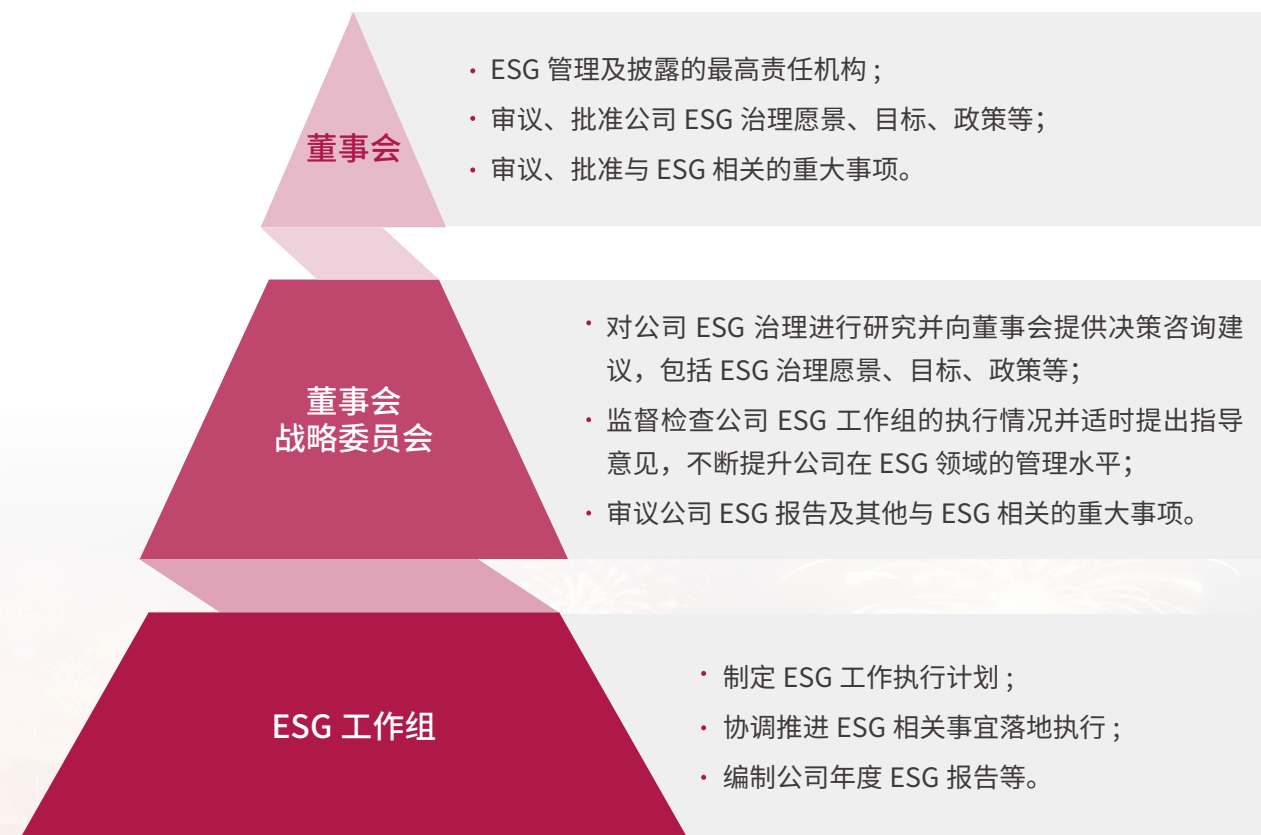 董事会
· ESG 管理及披露的最高责任机构 ;
· 审议、批准公司 ESG 治理愿景、目标、政策等；
· 审议、批准与 ESG 相关的重大事项。
董事会
战略委员会
· 对公司 ESG 治理进行研究并向董事会提供决策咨询建
议，包括 ESG 治理愿景、目标、政策等；
· 监督检查公司 ESG 工作组的执行情况并适时提出指导
意见，不断提升公司在 ESG 领域的管理水平；
· 审议公司 ESG 报告及其他与 ESG 相关的重大事项。
ESG 工作组
· 制定 ESG 工作执行计划 ;
· 协调推进 ESG 相关事宜落地执行 ;
· 编制公司年度 ESG 报告等。